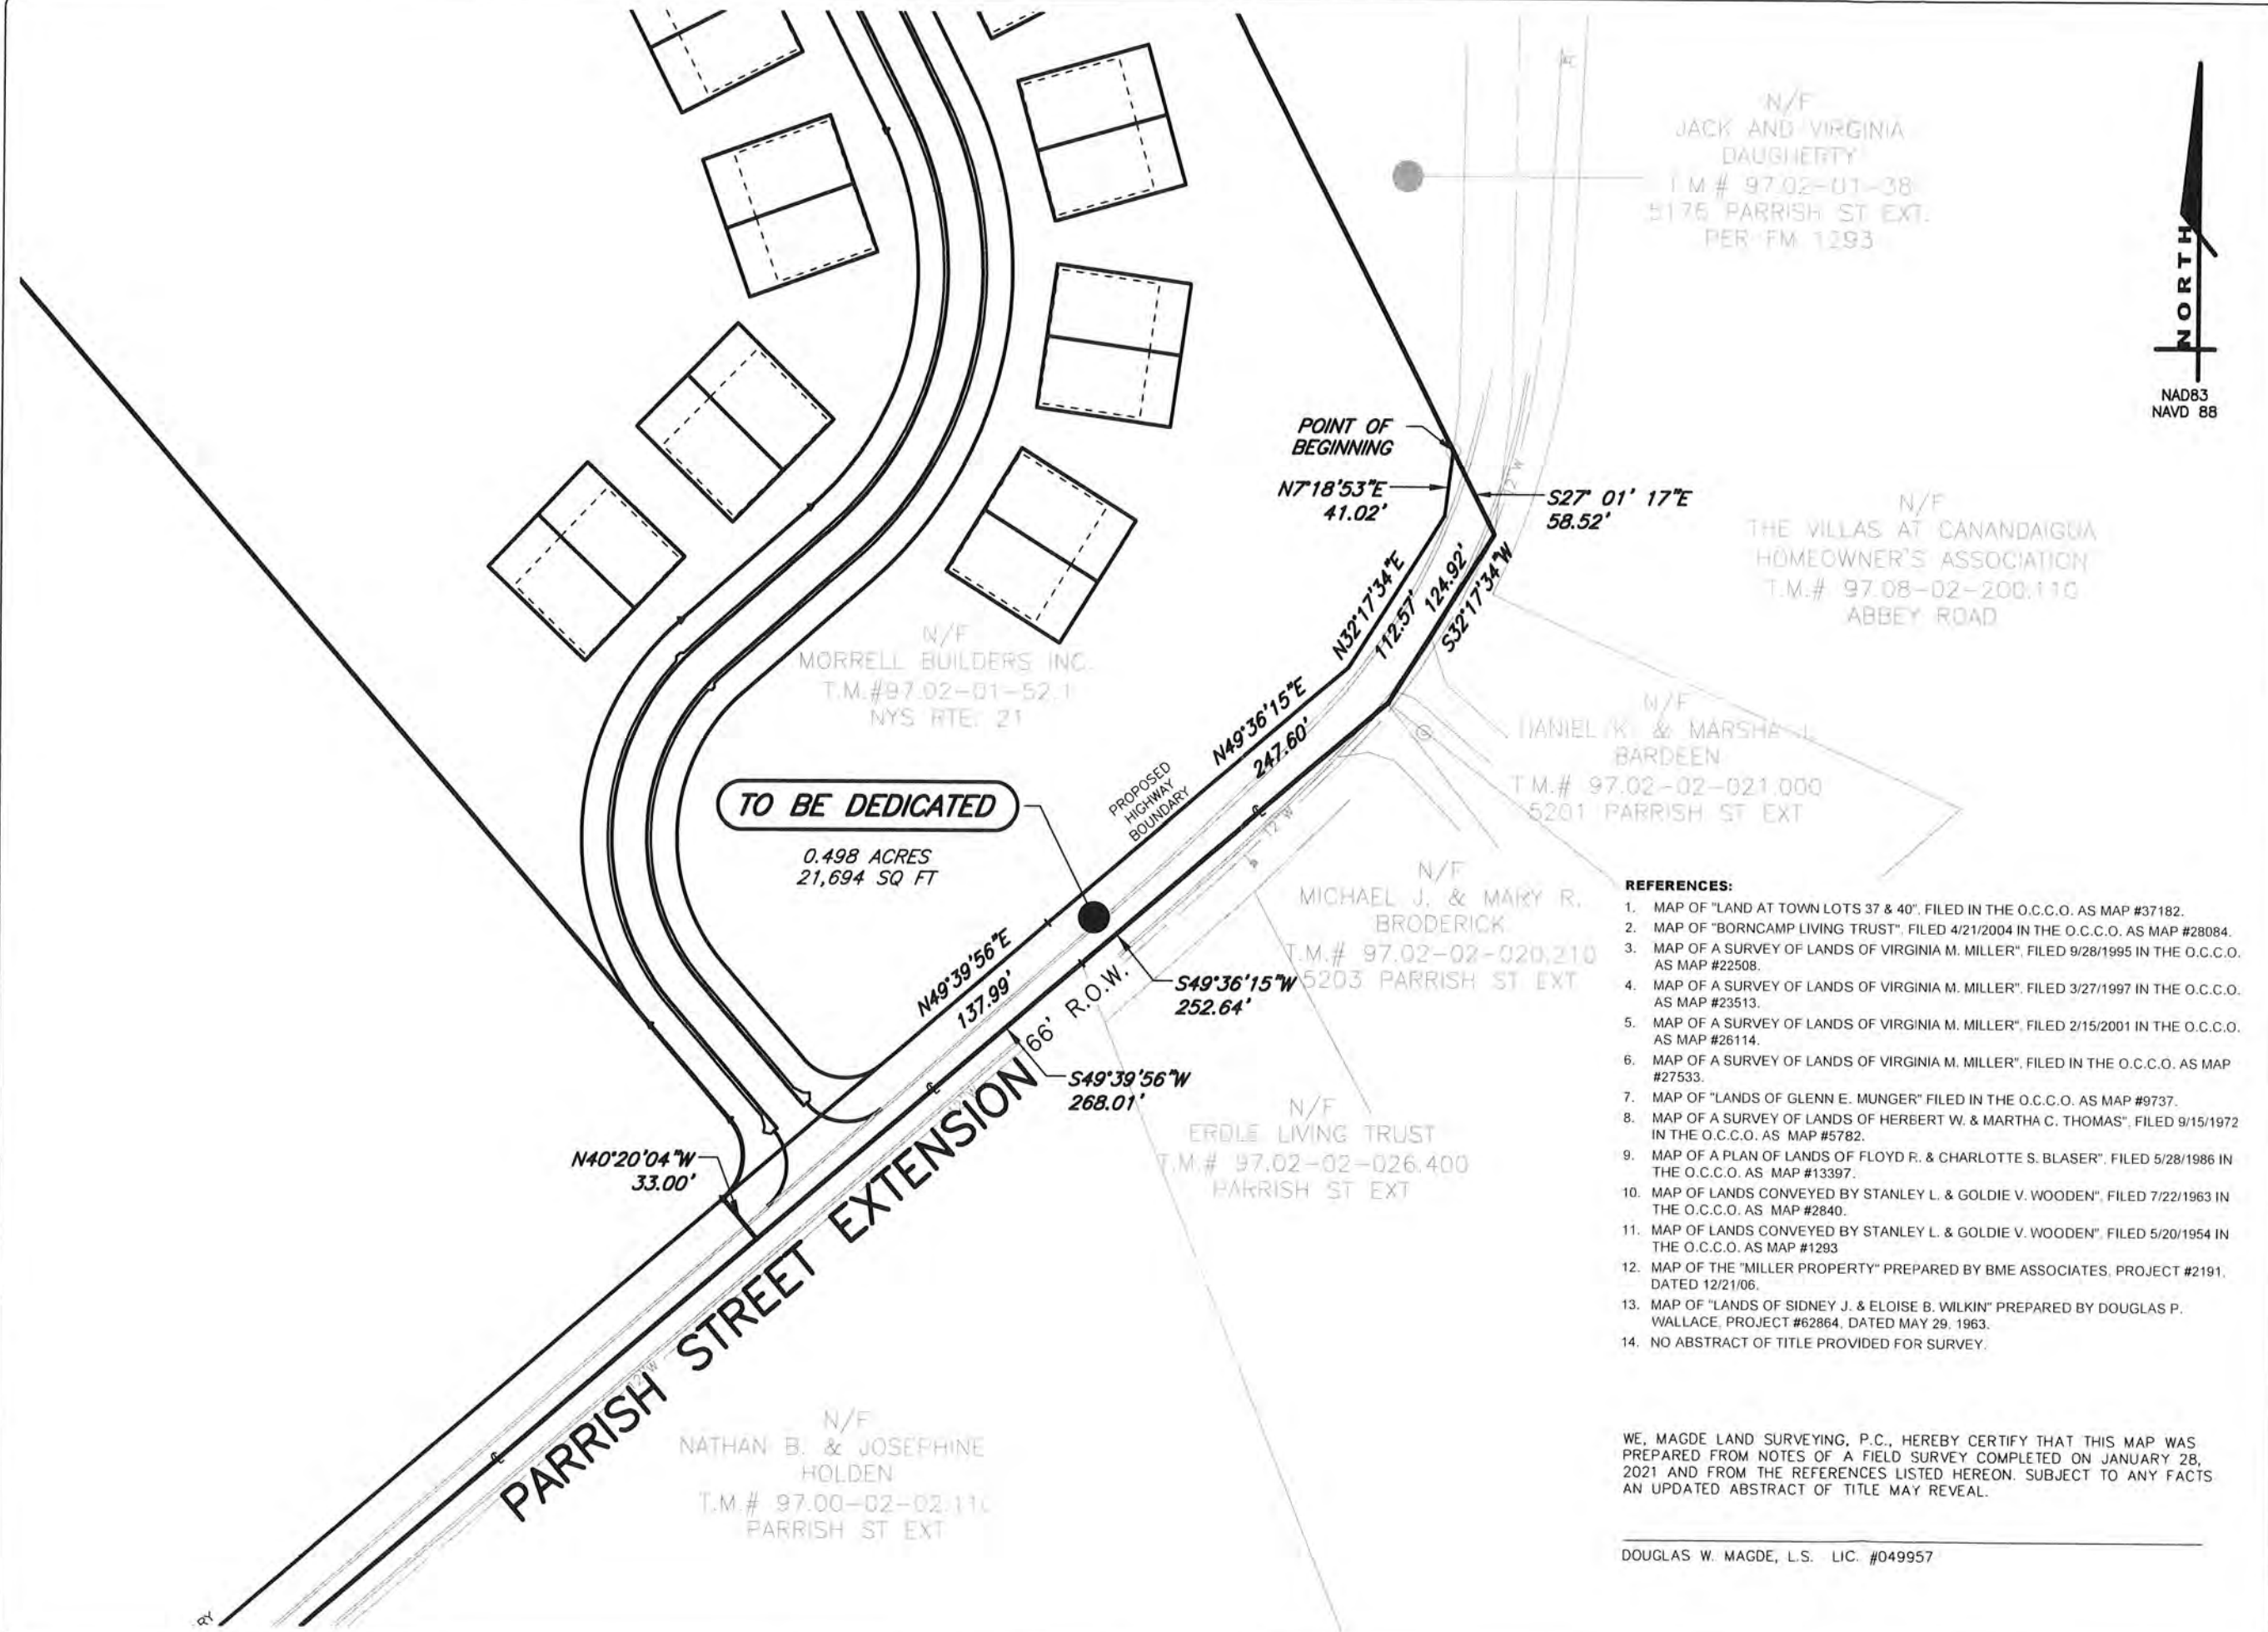 N/F
JACK AND VIRGINIA
DAUGHERTY
T.M.# 97.02-01-38
5176 PARRISH ST EXT.
PER FM 1293
NORTH
NAD83
NAVD 88
POINT OF
BEGINNING
N7°18'53"E
41.02'
S27° 01' 17"E
58.52'
12" W
N/F
THE VILLAS AT CANANDAIGUA
HOMEOWNER'S ASSOCIATION
T.M.# 97.08-02-200.110
ABBEY ROAD
N32°17'34"E
112.57'
124.92'
S32°17'34"W
N/F
MORRELL BUILDERS INC.
T.M.#97.02-01-52.1
NYS RTE. 21
N49°36'15"E
247.60'
N/F
DANIEL K. & MARSHA L.
BARDEEN
T.M.# 97.02-02-021.000
5201 PARRISH ST EXT
PROPOSED
HIGHWAY
BOUNDARY
TO BE DEDICATED
0.498 ACRES
21,694 SQ FT
12" W
N/F
MICHAEL J. & MARY R.
BRODERICK
T.M.# 97.02-02-020.210
5203 PARRISH ST EXT
N49°39'56"E
137.99'
S49°36'15"W
252.64'
66' R.O.W.
S49°39'56"W
268.01'
N/F
ERDLE LIVING TRUST
T.M.# 97.02-02-026.400
PARRISH ST EXT
N40°20'04"W
33.00'
PARRISH STREET EXTENSION
12" W
N/F
NATHAN B. & JOSEPHINE
HOLDEN
T.M.# 97.00-02-02.110
PARRISH ST EXT
RY
REFERENCES:
1. MAP OF "LAND AT TOWN LOTS 37 & 40", FILED IN THE O.C.C.O. AS MAP #37182.
2. MAP OF "BORNCAMP LIVING TRUST", FILED 4/21/2004 IN THE O.C.C.O. AS MAP #28084.
3. MAP OF A SURVEY OF LANDS OF VIRGINIA M. MILLER", FILED 9/28/1995 IN THE O.C.C.O.
AS MAP #22508.
4. MAP OF A SURVEY OF LANDS OF VIRGINIA M. MILLER", FILED 3/27/1997 IN THE O.C.C.O.
AS MAP #23513.
5. MAP OF A SURVEY OF LANDS OF VIRGINIA M. MILLER", FILED 2/15/2001 IN THE O.C.C.O.
AS MAP #26114.
6. MAP OF A SURVEY OF LANDS OF VIRGINIA M. MILLER", FILED IN THE O.C.C.O. AS MAP
#27533.
7. MAP OF "LANDS OF GLENN E. MUNGER" FILED IN THE O.C.C.O. AS MAP #9737.
8. MAP OF A SURVEY OF LANDS OF HERBERT W. & MARTHA C. THOMAS", FILED 9/15/1972
IN THE O.C.C.O. AS MAP #5782.
9. MAP OF A PLAN OF LANDS OF FLOYD R. & CHARLOTTE S. BLASER", FILED 5/28/1986 IN
THE O.C.C.O. AS MAP #13397.
10. MAP OF LANDS CONVEYED BY STANLEY L. & GOLDIE V. WOODEN", FILED 7/22/1963 IN
THE O.C.C.O. AS MAP #2840.
11. MAP OF LANDS CONVEYED BY STANLEY L. & GOLDIE V. WOODEN", FILED 5/20/1954 IN
THE O.C.C.O. AS MAP #1293
12. MAP OF THE "MILLER PROPERTY" PREPARED BY BME ASSOCIATES, PROJECT #2191,
DATED 12/21/06.
13. MAP OF "LANDS OF SIDNEY J. & ELOISE B. WILKIN" PREPARED BY DOUGLAS P.
WALLACE, PROJECT #62864, DATED MAY 29, 1963.
14. NO ABSTRACT OF TITLE PROVIDED FOR SURVEY.
WE, MAGDE LAND SURVEYING, P.C., HEREBY CERTIFY THAT THIS MAP WAS
PREPARED FROM NOTES OF A FIELD SURVEY COMPLETED ON JANUARY 28,
2021 AND FROM THE REFERENCES LISTED HEREON. SUBJECT TO ANY FACTS
AN UPDATED ABSTRACT OF TITLE MAY REVEAL.
DOUGLAS W. MAGDE, L.S. LIC. #049957